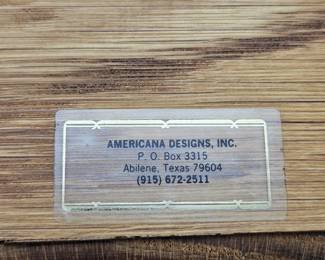 AMERICANA DESIGNS, INC.
P. O. Box 3315
Abilene, Texas 79604
(915) 672-2511